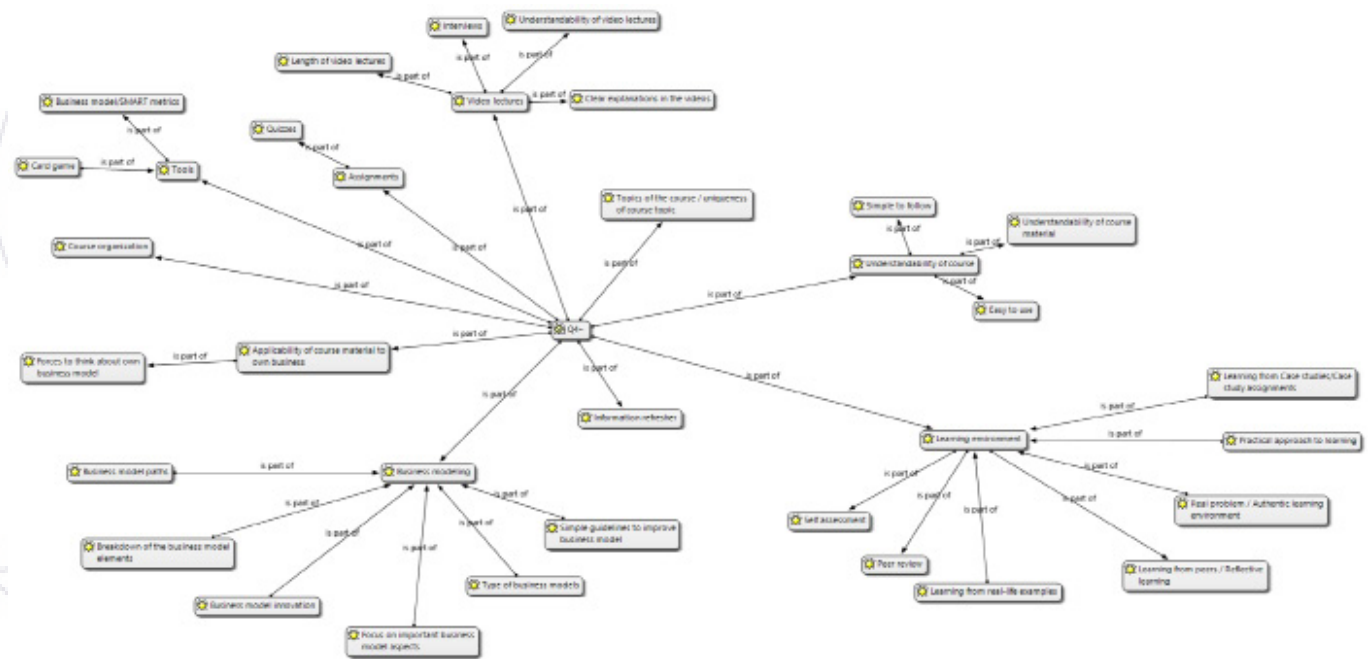 Interviews
Understandability of video lectures
is part of
is part of
Length of video lectures
is part of
is part of
Video lectures
Clear explanations in the videos
Business model/SMART metrics
is part of
Quizzes
is part of
Card game
is part of
Tools
Assignments
Topics of the course / uniqueness
of course topic
is part of
Simple to follow
is part of
Understandability of course
material
is part of
Understandability of course
is part of
Easy to use
Course organization
is part of
is part of
is part of
is part of
is part of
Q4-
is part of
Applicability of course material to
own business
is part of
Forces to think about own
business model
is part of
is part of
Information refresher
is part of
Learning from Case studies/Case
study assignments
is part of
Learning environment
is part of
Practical approach to learning
Business model paths
is part of
Business modeling
is part of
Breakdown of the business model
elements
is part of
Business model innovation
is part of
Focus on important business
model aspects
is part of
Type of business models
is part of
Simple guidelines to improve
business model
is part of
Self assessment
is part of
Peer review
is part of
Learning from real-life examples
is part of
Learning from peers / Reflective
learning
is part of
Real problem / Authentic learning
environment